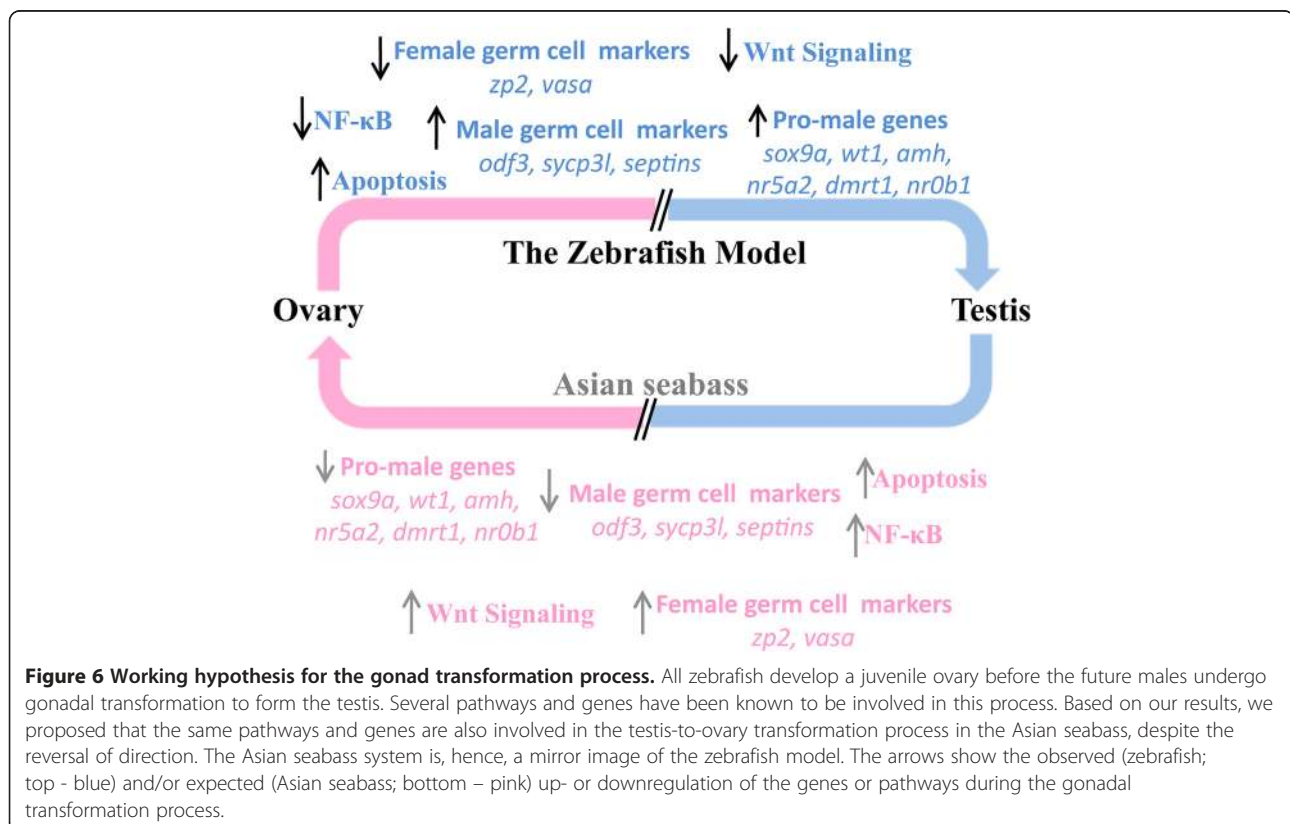 ↓ Female germ cell markers
zp2, vasa
↓ Wnt Signaling
↓ NF-κB
↑ Male germ cell markers
odf3, sycp3l, septins
↑ Pro-male genes
sox9a, wt1, amh,
nr5a2, dmrt1, nr0b1
↑ Apoptosis
The Zebrafish Model
Ovary
Testis
Asian seabass
↓ Pro-male genes
sox9a, wt1, amh,
nr5a2, dmrt1, nr0b1
↓ Male germ cell markers
odf3, sycp3l, septins
↑ Apoptosis
↑ NF-κB
↑ Wnt Signaling
↑ Female germ cell markers
zp2, vasa
Figure 6 Working hypothesis for the gonad transformation process. All zebrafish develop a juvenile ovary before the future males undergo
gonadal transformation to form the testis. Several pathways and genes have been known to be involved in this process. Based on our results, we
proposed that the same pathways and genes are also involved in the testis-to-ovary transformation process in the Asian seabass, despite the
reversal of direction. The Asian seabass system is, hence, a mirror image of the zebrafish model. The arrows show the observed (zebrafish;
top - blue) and/or expected (Asian seabass; bottom – pink) up- or downregulation of the genes or pathways during the gonadal
transformation process.